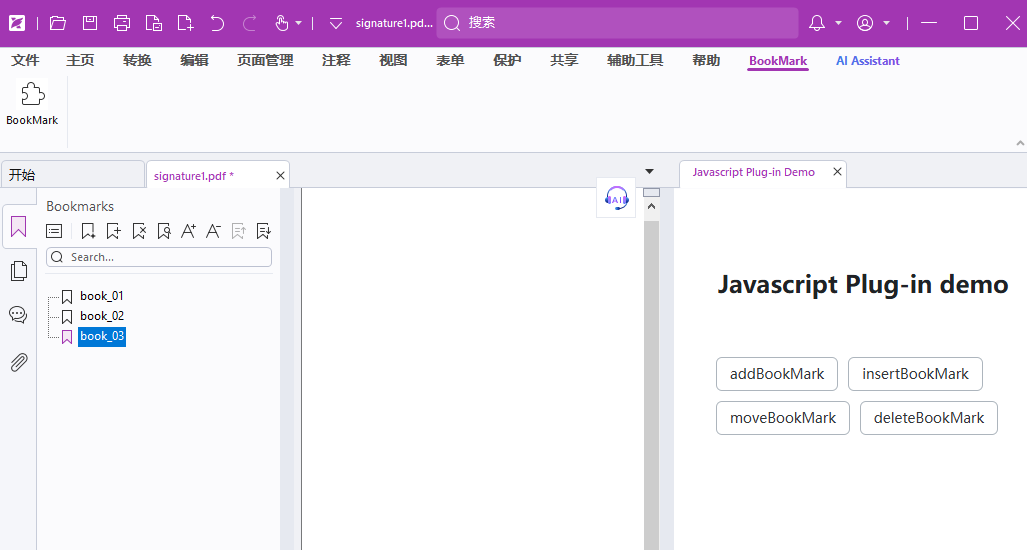 signature1.pd... 搜索
文件 主页 转换 编辑 页面管理 注释 视图 表单 保护 共享 辅助工具 帮助 BookMark AI Assistant
BookMark
开始 signature1.pdf * Javascript Plug-in Demo
AI
Bookmarks
Search...
book_01
book_02
book_03
Javascript Plug-in demo
addBookMark insertBookMark
moveBookMark deleteBookMark